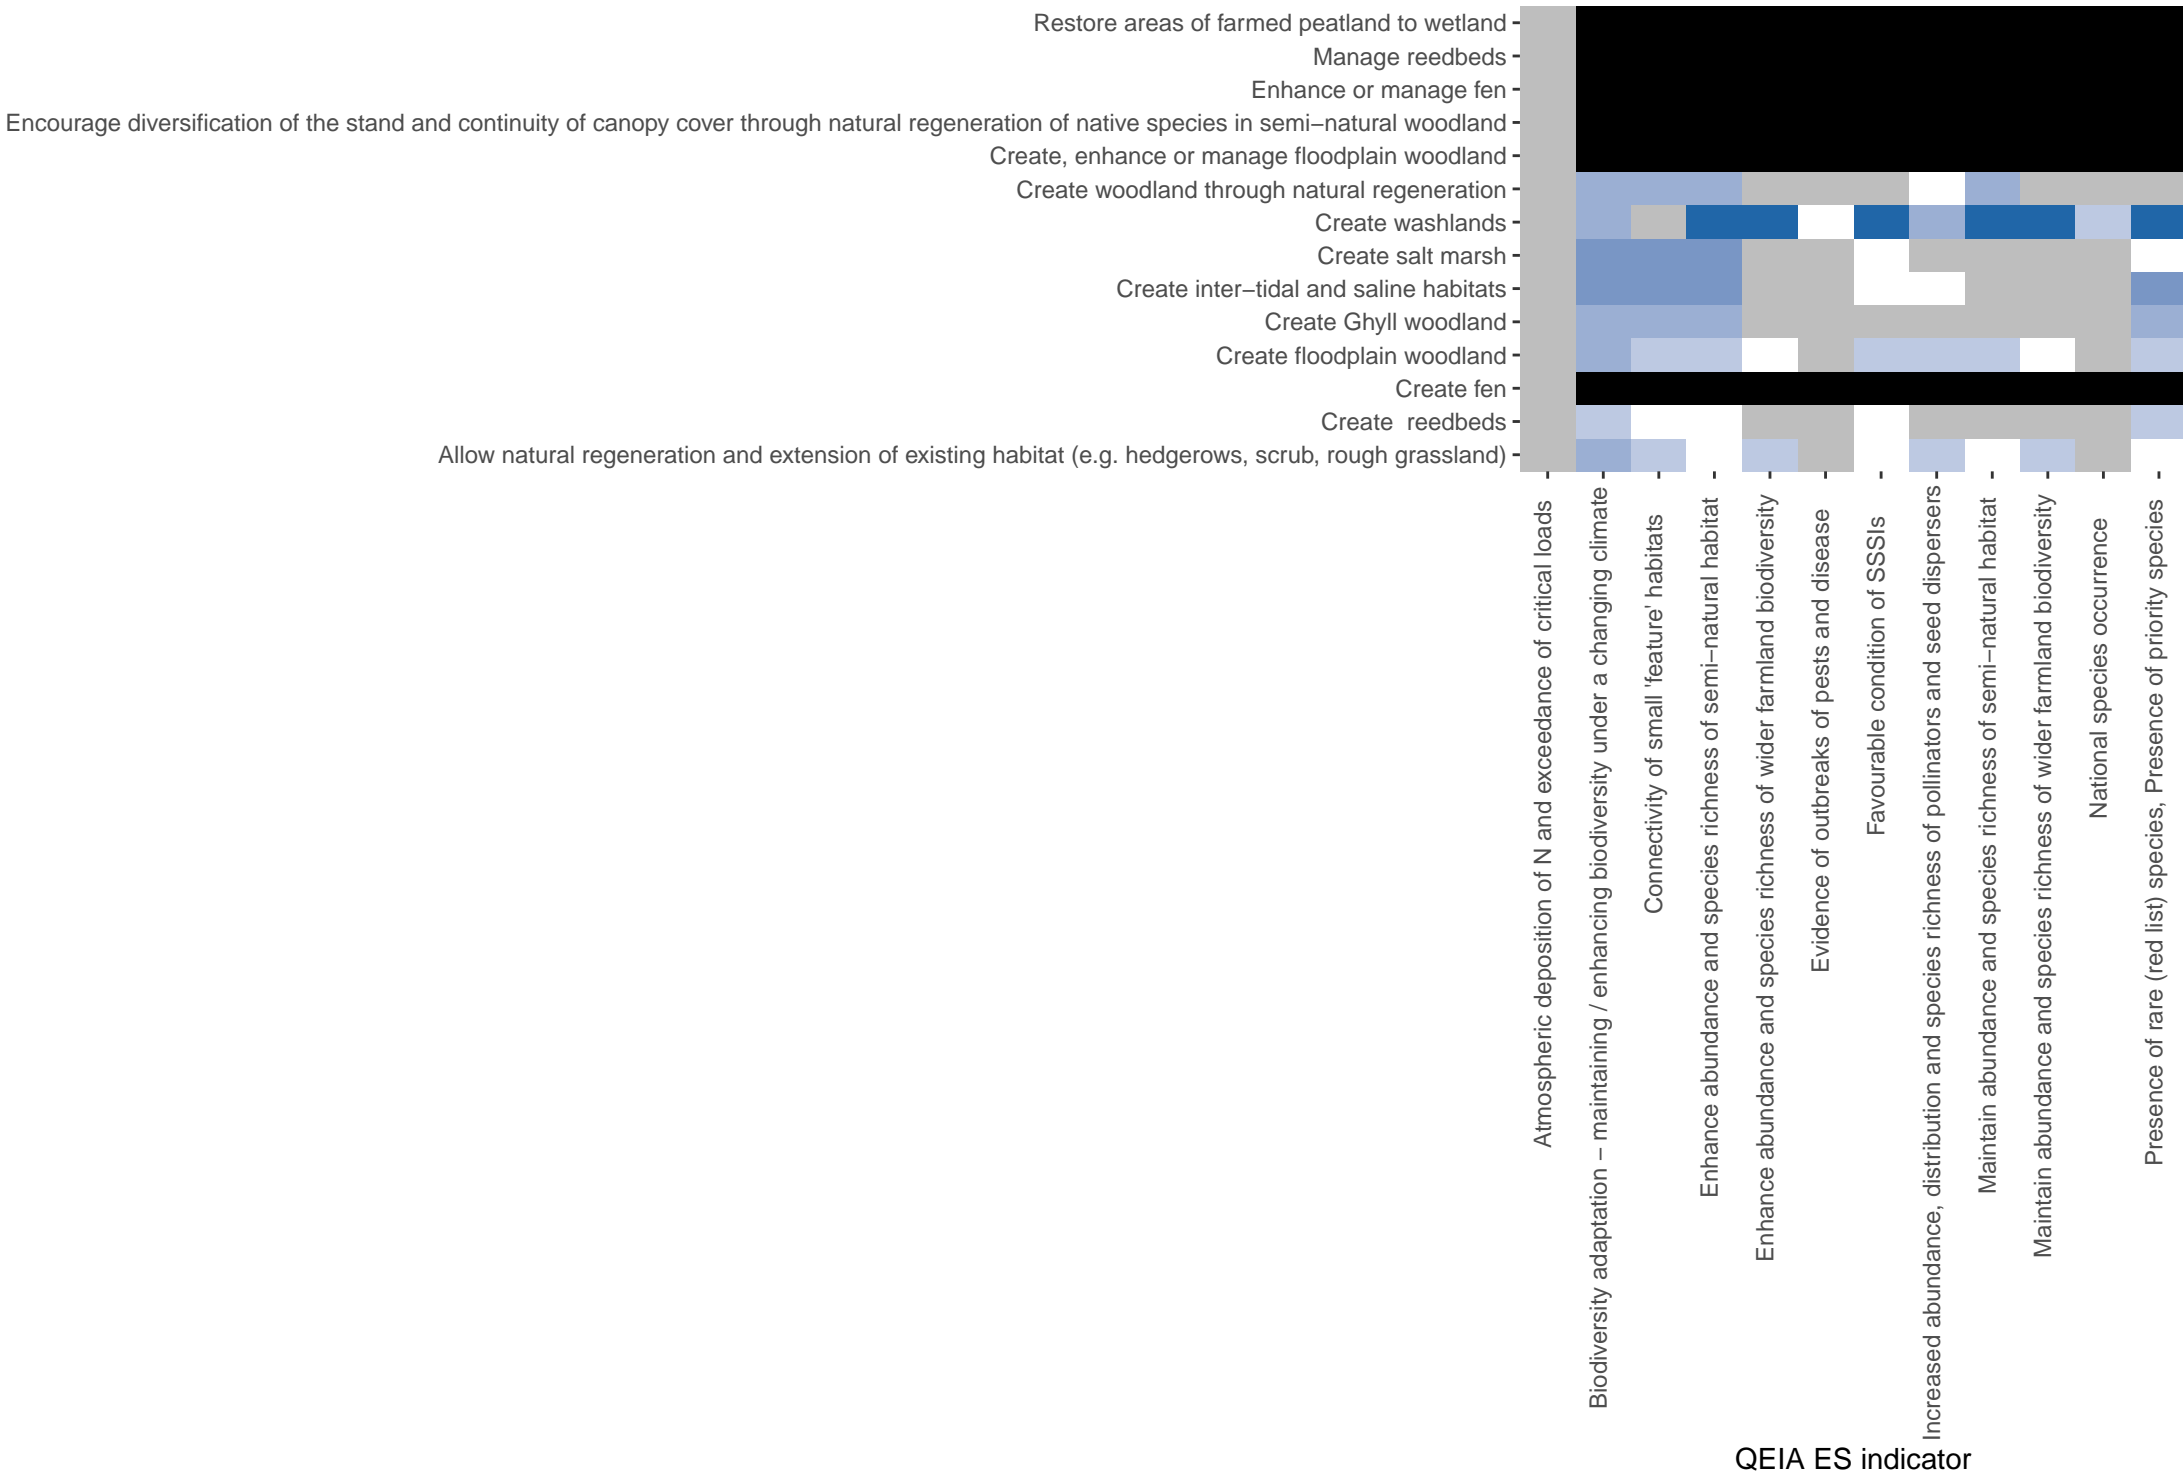 Restore areas of farmed peatland to wetland
Manage reedbeds
Enhance or manage fen
Encourage diversification of the stand and continuity of canopy cover through natural regeneration of native species in semi−natural woodland
Create, enhance or manage floodplain woodland
Create woodland through natural regeneration
Create washlands
Create salt marsh
Create inter−tidal and saline habitats
Create Ghyll woodland
Create floodplain woodland
Create fen
Create  reedbeds
Allow natural regeneration and extension of existing habitat (e.g. hedgerows, scrub, rough grassland)
Atmospheric deposition of N and exceedance of critical loads
Biodiversity adaptation − maintaining / enhancing biodiversity under a changing climate
Connectivity of small 'feature' habitats
Enhance abundance and species richness of semi−natural habitat
Enhance abundance and species richness of wider farmland biodiversity
Evidence of outbreaks of pests and disease
Favourable condition of SSSIs
Increased abundance, distribution and species richness of pollinators and seed dispersers
Maintain abundance and species richness of semi−natural habitat
Maintain abundance and species richness of wider farmland biodiversity
National species occurrence
Presence of rare (red list) species, Presence of priority species
QEIA ES indicator